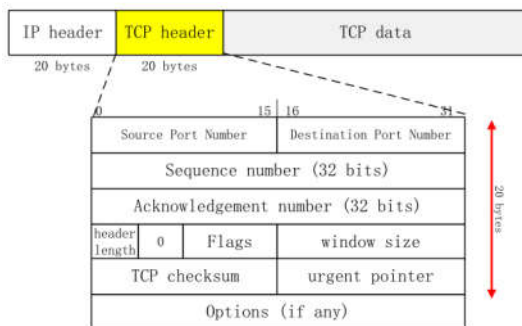 IP header TCP header TCP data
20 bytes 20 bytes
0 15 16 31
Source Port Number Destination Port Number
Sequence number (32 bits)
Acknowledgement number (32 bits)
header length 0 Flags window size
TCP checksum urgent pointer
Options (if any)
20 bytes